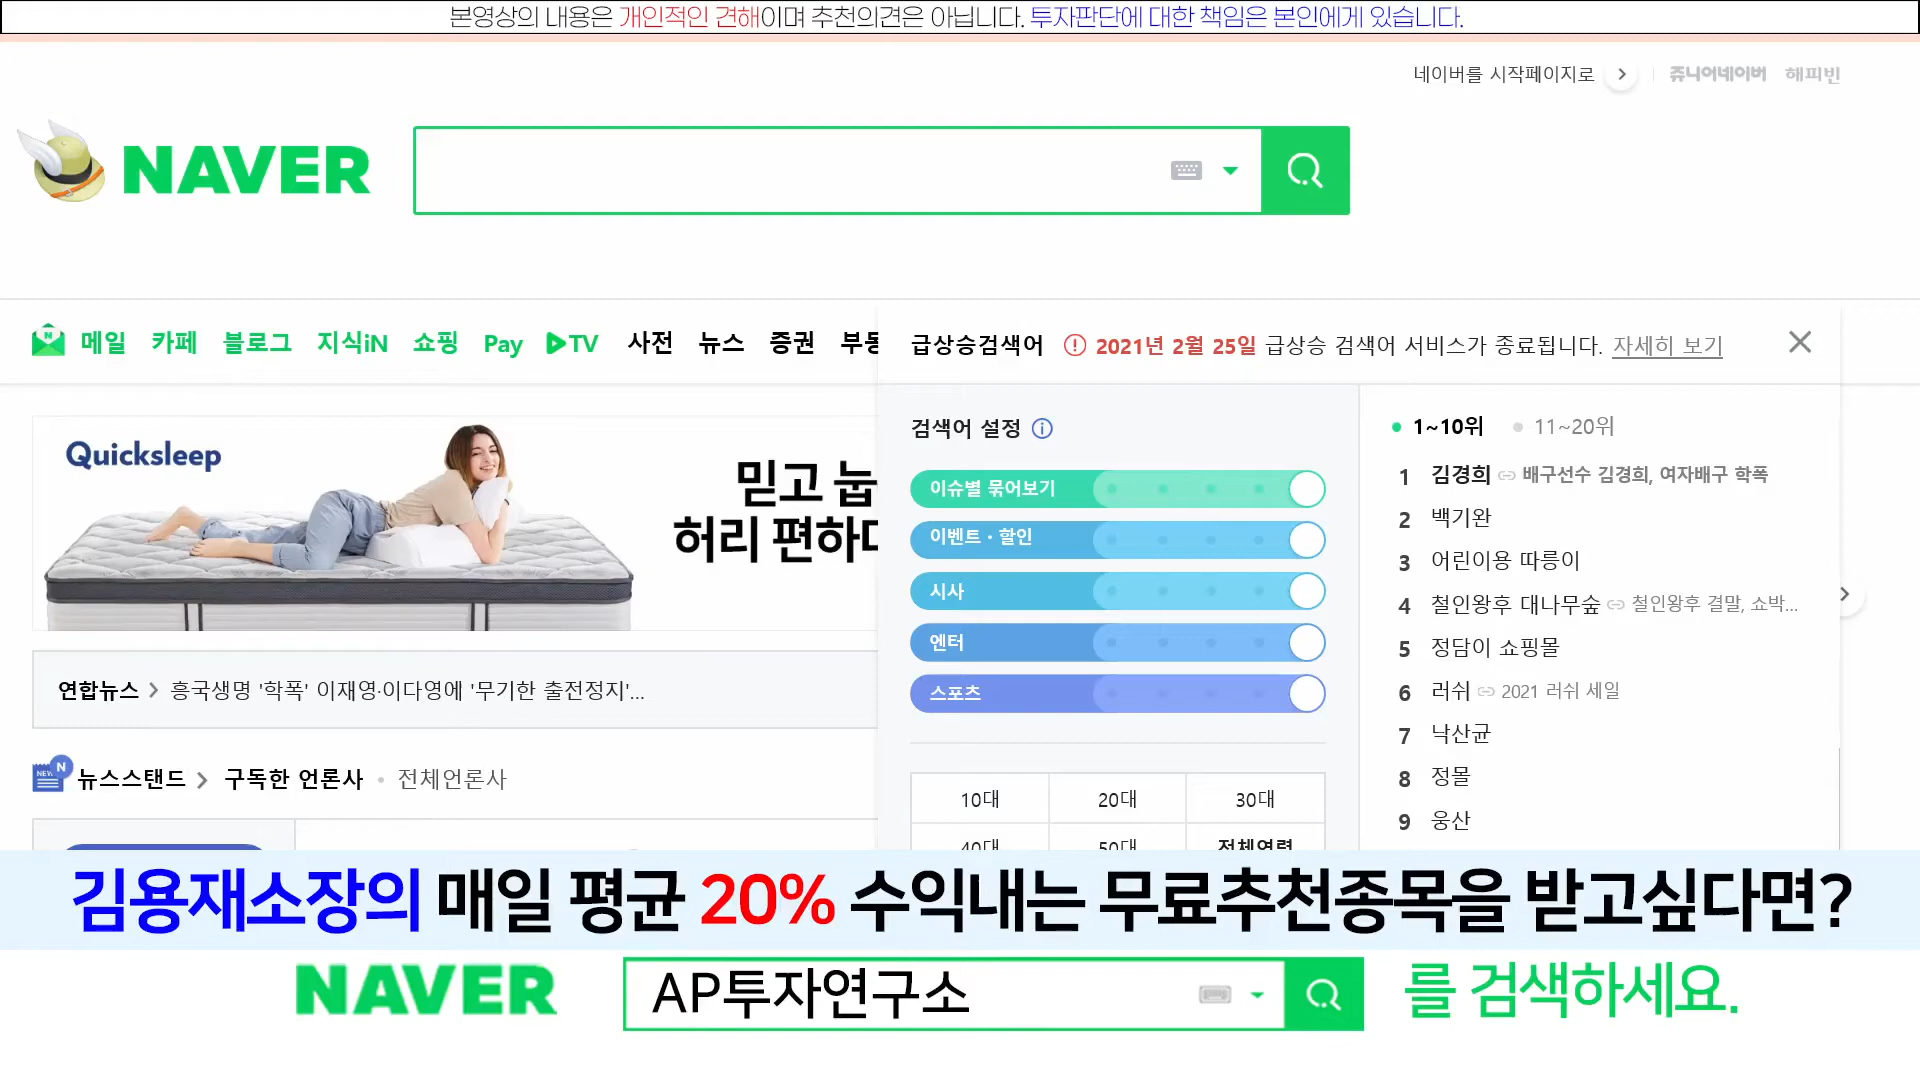 본영상의 내용은 개인적인 견해이며 추천의견은 아닙니다. 투자판단에 대한 책임은 본인에게 있습니다.
네이버를 시작페이지로 쥬니어네이버 해피빈
NAVER
메일 카페 블로그 지식iN 쇼핑 Pay TV 사전 뉴스 증권 부동
급상승검색어 2021년 2월 25일 급상승 검색어 서비스가 종료됩니다. 자세히 보기
Quicksleep
믿고 눕
허리 편하다
연합뉴스 > 흥국생명 '학폭' 이재영·이다영에 '무기한 출전정지'...
NEW N 뉴스스탠드 > 구독한 언론사 • 전체언론사
검색어 설정
이슈별 묶어보기
이벤트·할인
시사
엔터
스포츠
10대 20대 30대
40대 50대 전체연령
1~10위 11~20위
1 김경희 배구선수 김경희, 여자배구 학폭
2 백기완
3 어린이용 따릉이
4 철인왕후 대나무숲 철인왕후 결말, 쇼박...
5 정담이 쇼핑몰
6 러쉬 2021 러쉬 세일
7 낙산균
8 정몰
9 웅산
김용재소장의 매일 평균 20% 수익내는 무료추천종목을 받고싶다면?
NAVER AP투자연구소 를 검색하세요.